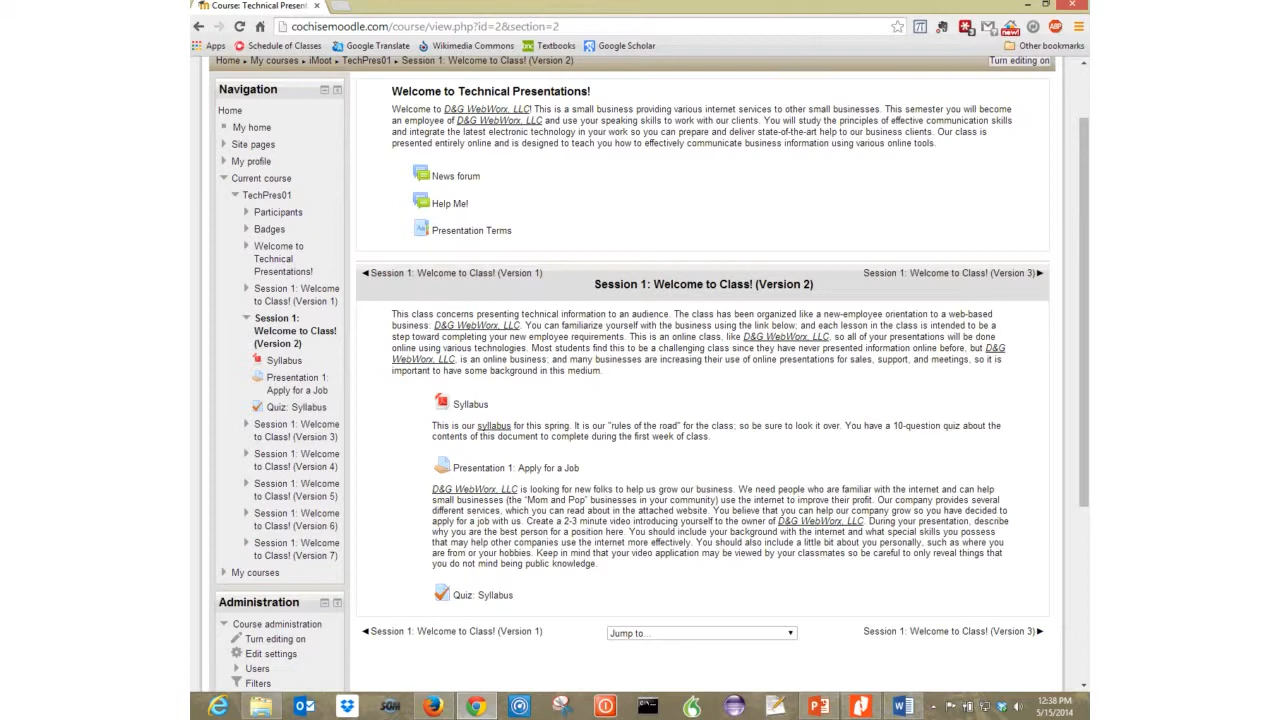 Course: Technical Present
cochisemoodle.com/course/view.php?id=2&section=2
Apps Schedule of Classes Google Translate Wikimedia Commons Textbooks Google Scholar Other bookmarks
Home ▸ My courses ▸ iMoot ▸ TechPres01 ▸ Session 1: Welcome to Class! (Version 2) Turn editing on
Navigation
Home
My home
Site pages
My profile
Current course
TechPres01
Participants
Badges
Welcome to
Technical
Presentations!
Session 1: Welcome
to Class! (Version 1)
Session 1:
Welcome to Class!
(Version 2)
Syllabus
Presentation 1:
Apply for a Job
Quiz: Syllabus
Session 1: Welcome
to Class! (Version 3)
Session 1: Welcome
to Class! (Version 4)
Session 1: Welcome
to Class! (Version 5)
Session 1: Welcome
to Class! (Version 6)
Session 1: Welcome
to Class! (Version 7)
My courses
Administration
Course administration
Turn editing on
Edit settings
Users
Filters
Welcome to Technical Presentations!
Welcome to D&G WebWorx, LLC! This is a small business providing various internet services to other small businesses. This semester you will become
an employee of D&G WebWorx, LLC and use your speaking skills to work with our clients. You will study the principles of effective communication skills
and integrate the latest electronic technology in your work so you can prepare and deliver state-of-the-art help to our business clients. Our class is
presented entirely online and is designed to teach you how to effectively communicate business information using various online tools.
News forum
Help Me!
Presentation Terms
◀Session 1: Welcome to Class! (Version 1) Session 1: Welcome to Class! (Version 3)▶
Session 1: Welcome to Class! (Version 2)
This class concerns presenting technical information to an audience. The class has been organized like a new-employee orientation to a web-based
business: D&G WebWorx, LLC. You can familiarize yourself with the business using the link below; and each lesson in the class is intended to be a
step toward completing your new employee requirements. This is an online class, like D&G WebWorx, LLC, so all of your presentations will be done
online using various technologies. Most students find this to be a challenging class since they have never presented information online before, but D&G
WebWorx, LLC. is an online business; and many businesses are increasing their use of online presentations for sales, support, and meetings, so it is
important to have some background in this medium.
Syllabus
This is our syllabus for this spring. It is our "rules of the road" for the class; so be sure to look it over. You have a 10-question quiz about the
contents of this document to complete during the first week of class.
Presentation 1: Apply for a Job
D&G WebWorx, LLC is looking for new folks to help us grow our business. We need people who are familiar with the internet and can help
small businesses (the "Mom and Pop" businesses in your community) use the internet to improve their profit. Our company provides several
different services, which you can read about in the attached website. You believe that you can help our company grow so you have decided to
apply for a job with us. Create a 2-3 minute video introducing yourself to the owner of D&G WebWorx, LLC. During your presentation, describe
why you are the best person for a position here. You should include your background with the internet and what special skills you possess
that may help other companies use the internet more effectively. You should also include a little bit about you personally, such as where you
are from or your hobbies. Keep in mind that your video application may be viewed by your classmates so be careful to only reveal things that
you do not mind being public knowledge.
Quiz: Syllabus
◀Session 1: Welcome to Class! (Version 1) Jump to... Session 1: Welcome to Class! (Version 3)▶
12:38 PM
5/15/2014